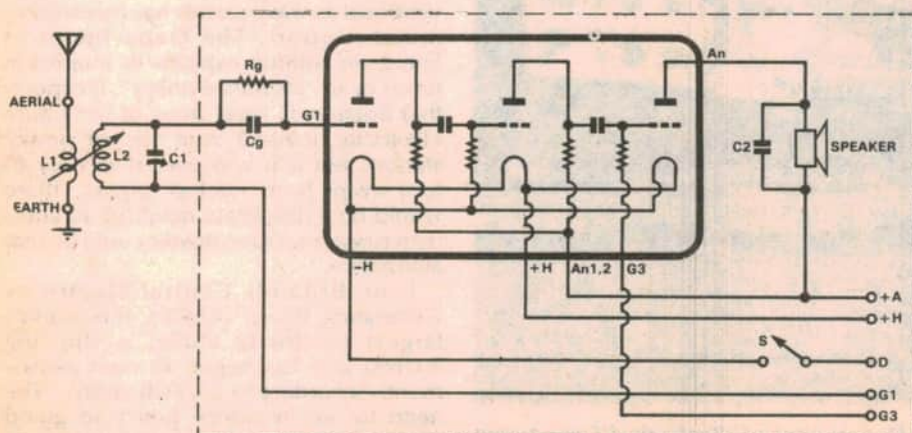 Rg
An
AERIAL
Cg
G1
L1
L2
C1
C2
SPEAKER
EARTH
-H
+H
An1,2
G3
+A
+H
S
D
G1
G3